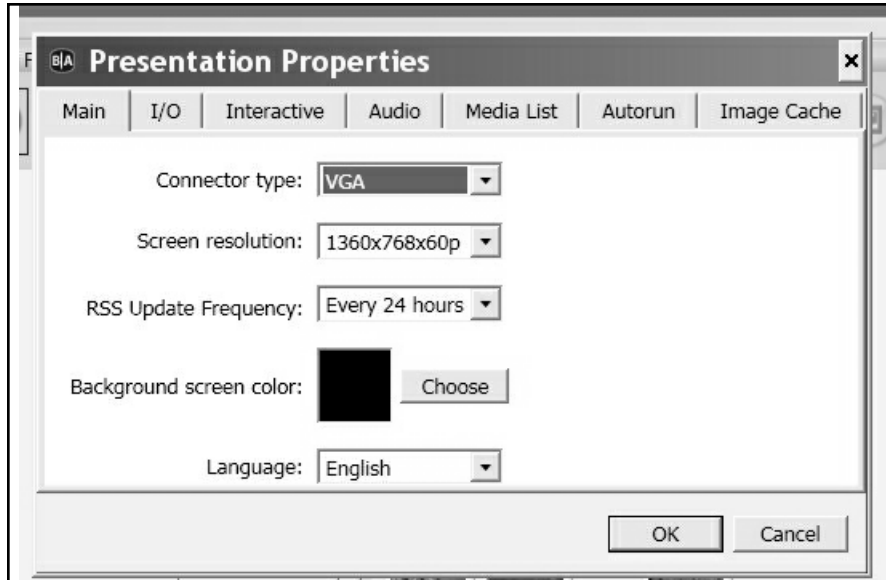 F
B|A Presentation Properties
Main I/O Interactive Audio Media List Autorun Image Cache
Connector type: VGA
Screen resolution: 1360x768x60p
RSS Update Frequency: Every 24 hours
Background screen color: Choose
Language: English
OK Cancel